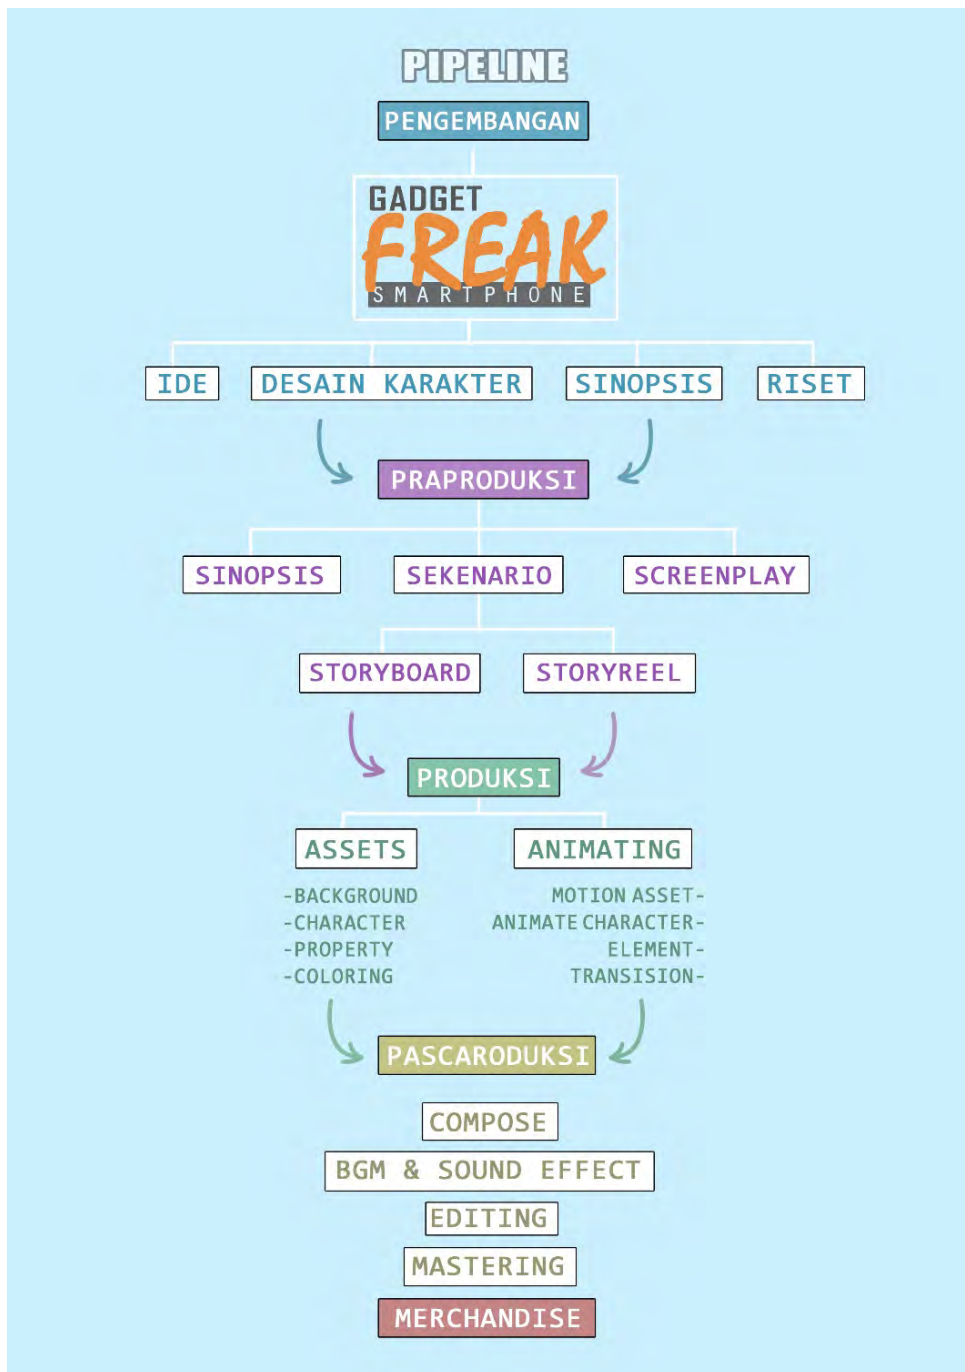 PIPELINE
PENGEMBANGAN
GADGET
FREAK
SMARTPHONE
IDE
DESAIN KARAKTER
SINOPSIS
RISET
PRAPRODUKSI
SINOPSIS
SEKENARIO
SCREENPLAY
STORYBOARD
STORYREEL
PRODUKSI
ASSETS
-BACKGROUND
-CHARACTER
-PROPERTY
-COLORING
ANIMATING
MOTION ASSET-
ANIMATE CHARACTER-
ELEMENT-
TRANSISION-
PASCARODUKSI
COMPOSE
BGM & SOUND EFFECT
EDITING
MASTERING
MERCHANDISE